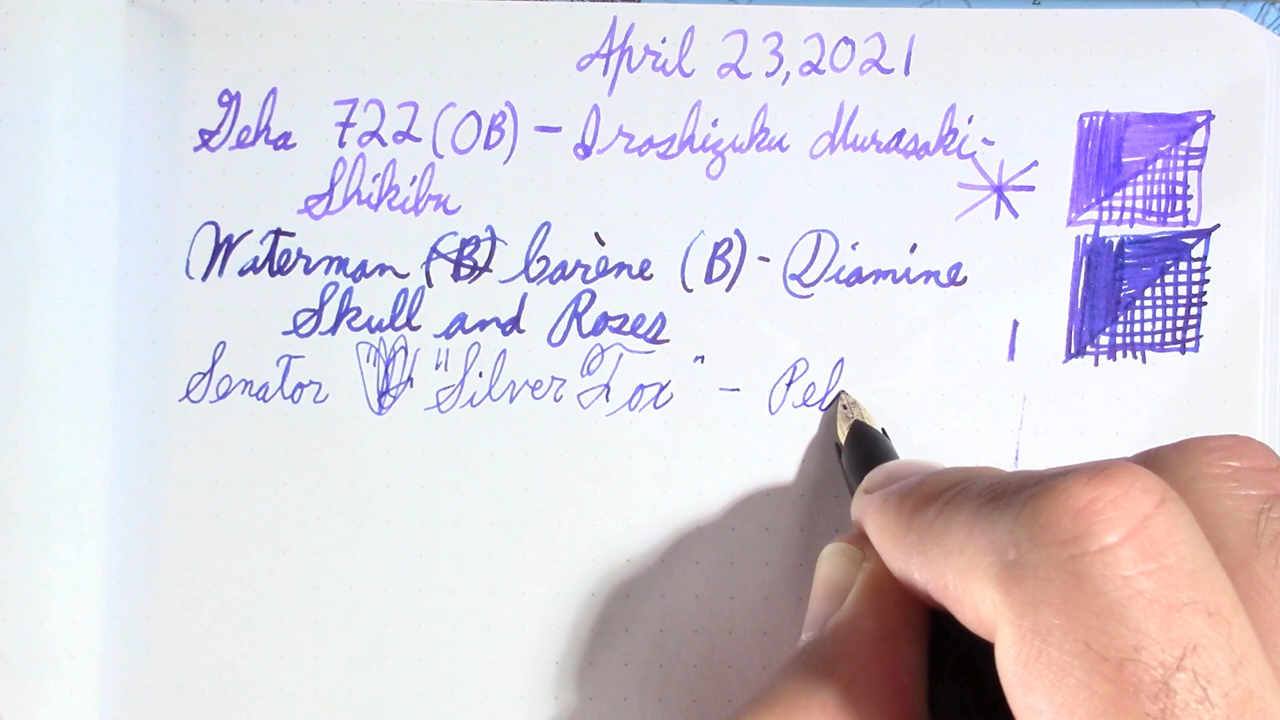 April 23, 2021
Geha 722 (OB) - Iroshizuku Murasaki-
Shikibu
Waterman (B) Carène (B) - Diamine
Skull and Roses
Senator "Silver Fox" - Pel